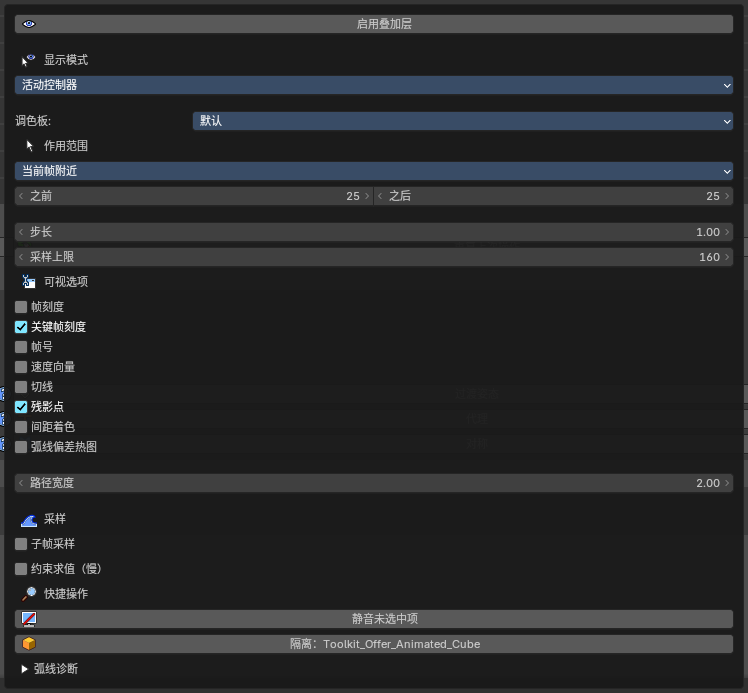 启用叠加层
显示模式
活动控制器
调色板: 默认
作用范围
当前帧附近
之前 25 之后 25
步长 1.00
采样上限 160
可视选项
帧刻度
关键帧刻度
帧号
速度向量
切线
残影点
间距着色
弧线偏差热图
路径宽度 2.00
采样
子帧采样
约束求值（慢）
快捷操作
静音未选中项
隔离：Toolkit_Offer_Animated_Cube
弧线诊断